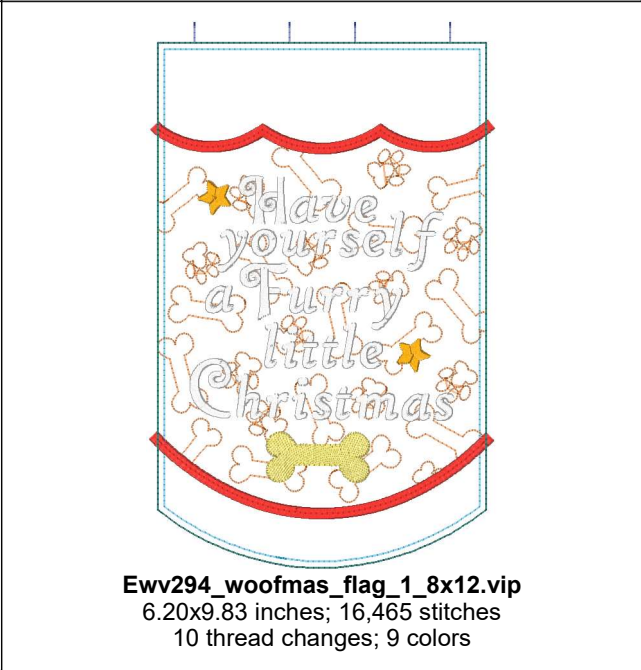 Have
yourself
a Furry
little
Christmas
Ewv294_woofmas_flag_1_8x12.vip
6.20x9.83 inches; 16,465 stitches
10 thread changes; 9 colors